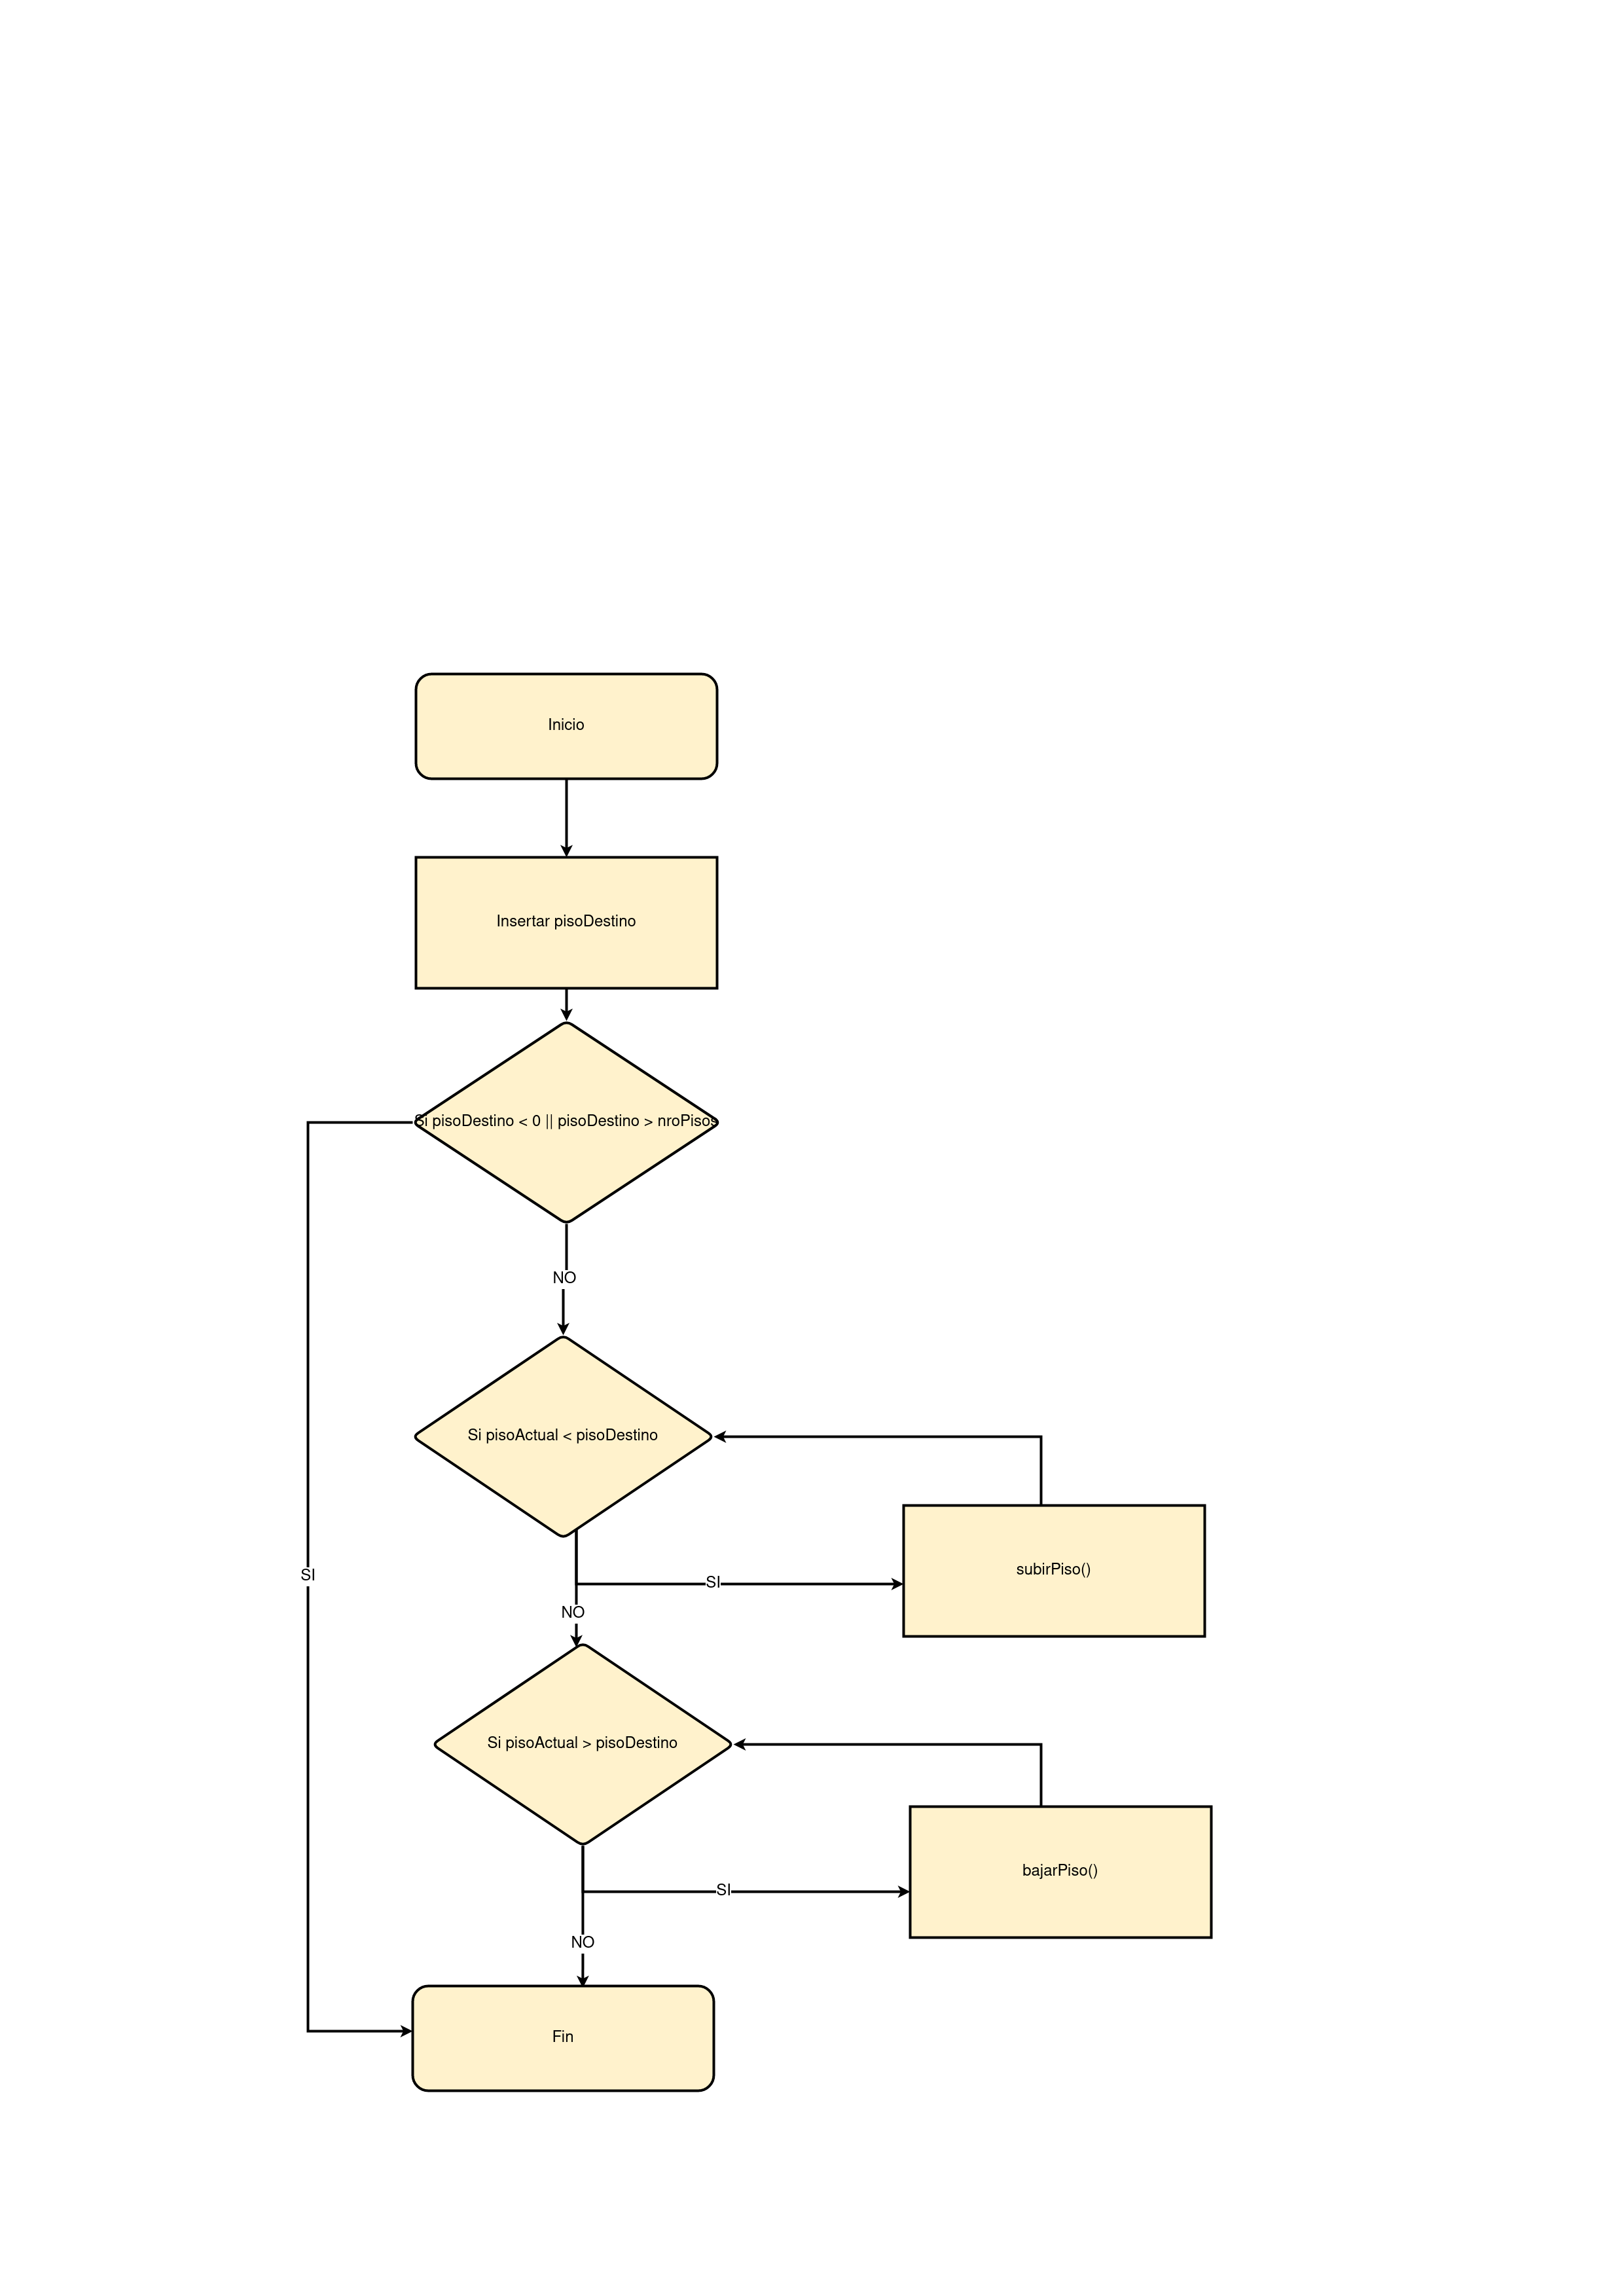 Inicio
Insertar pisoDestino
Si pisoDestino < 0 || pisoDestino > nroPisos
NO
Si pisoActual < pisoDestino
subirPiso()
SI
SI
NO
Si pisoActual > pisoDestino
bajarPiso()
SI
NO
Fin